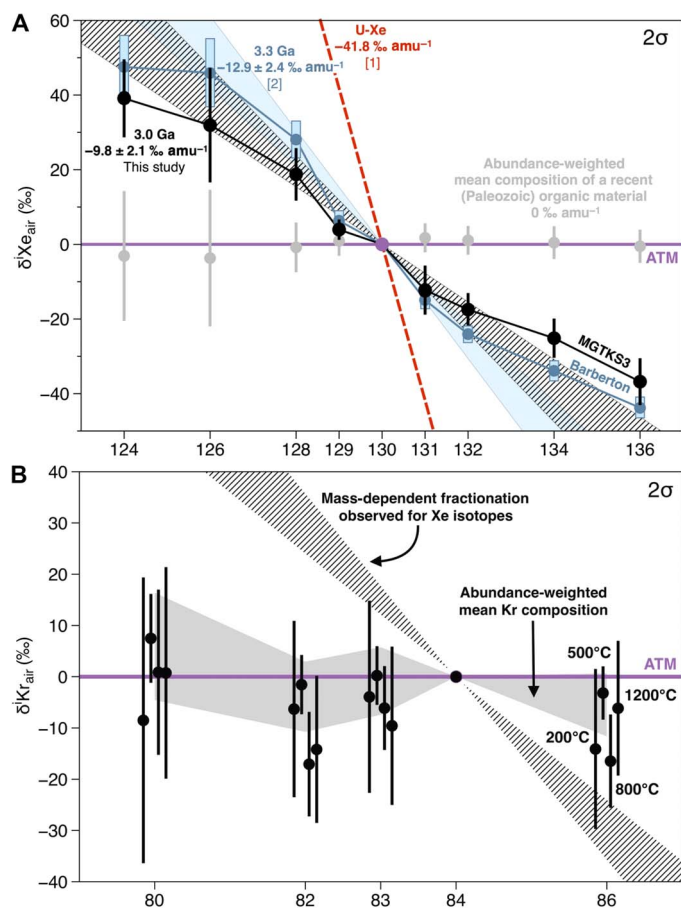 A
2σ
U-Xe
−41.8 ‰ amu⁻¹
[1]
3.3 Ga
−12.9 ± 2.4 ‰ amu⁻¹
[2]
3.0 Ga
−9.8 ± 2.1 ‰ amu⁻¹
This study
Abundance-weighted
mean composition of a recent
(Paleozoic) organic material
0 ‰ amu⁻¹
ATM
MGTKS3
Barberton
δⁱXeₐᵢᵣ (‰)
60
40
20
0
−20
−40
124 126 128 129 130 131 132 134 136
B
2σ
Mass-dependent fractionation
observed for Xe isotopes
Abundance-weighted
mean Kr composition
ATM
500°C
1200°C
200°C
800°C
δⁱKrₐᵢᵣ (‰)
40
30
20
10
0
−10
−20
−30
−40
80 82 83 84 86